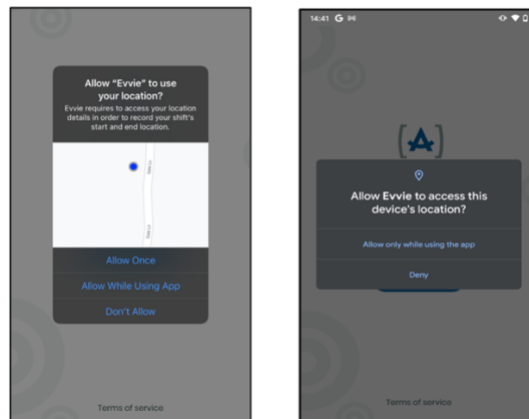 Allow "Evvie" to use
your location?
Evvie requires to access your location
details in order to record your shift's
start and end location.
Allow Once
Allow While Using App
Don't Allow
Terms of service
14:41 G
Allow Evvie to access this
device's location?
Allow only while using the app
Deny
Terms of service